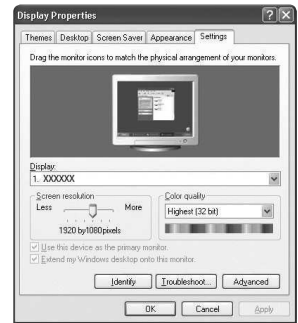 Display Properties
Themes Desktop Screen Saver Appearance Settings
Drag the monitor icons to match the physical arrangement of your monitors.
Display:
1. XXXXXX
Screen resolution
Less More
1920 by1080pixels
Color quality
Highest (32 bit)
Use this device as the primary monitor.
Extend my Windows desktop onto this monitor.
Identify Troubleshoot... Advanced
OK Cancel Apply